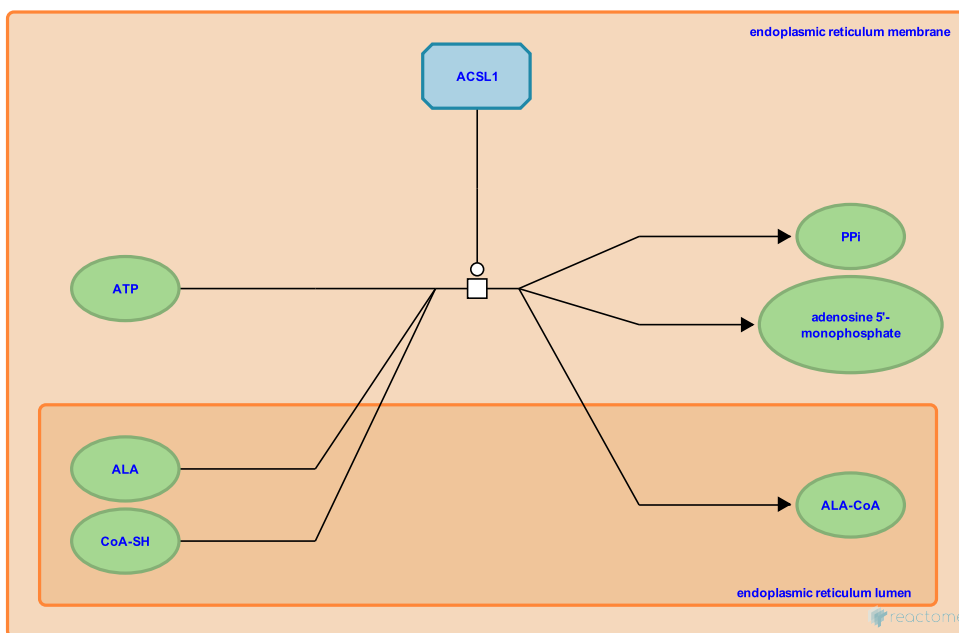 endoplasmic reticulum membrane
ACSL1
PPi
ATP
adenosine 5'-
monophosphate
ALA
ALA-CoA
CoA-SH
endoplasmic reticulum lumen
reactome